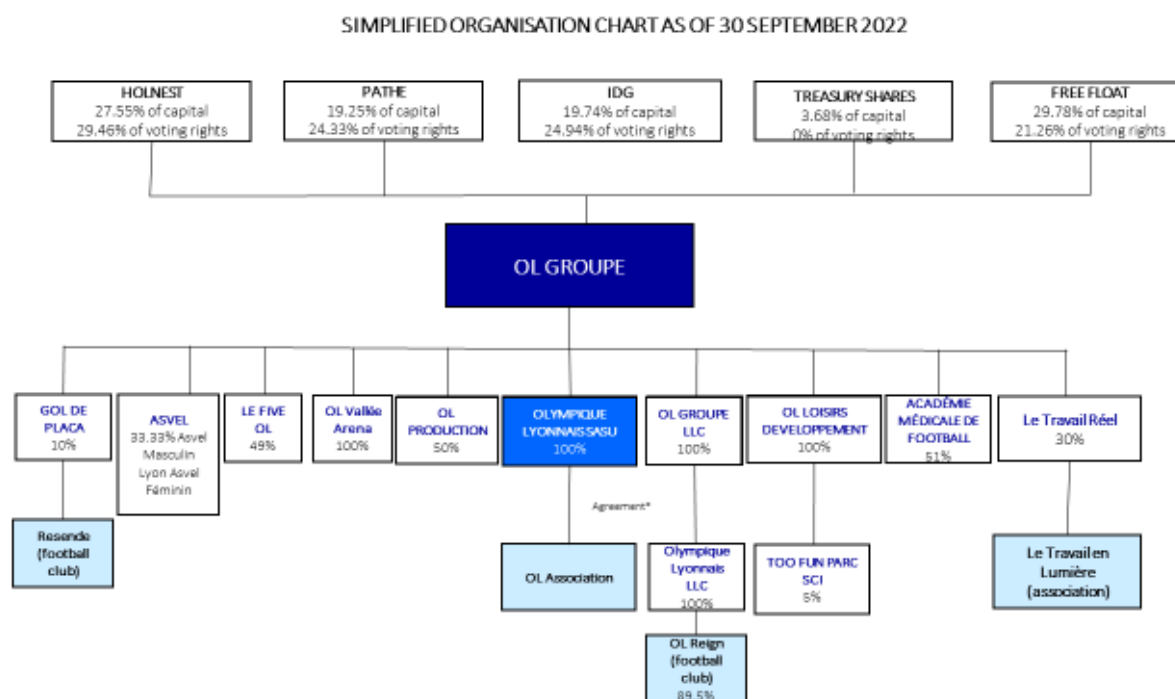 SIMPLIFIED ORGANISATION CHART AS OF 30 SEPTEMBER 2022
HOLNEST
27.55% of capital
29.46% of voting rights
PATHE
19.25% of capital
24.33% of voting rights
IDG
19.74% of capital
24.94% of voting rights
TREASURY SHARES
3.68% of capital
0% of voting rights
FREE FLOAT
29.78% of capital
21.26% of voting rights
OL GROUPE
GOL DE
PLACA
10%
ASVEL
33.33% Asvel
Masculin
Lyon Asvel
Féminin
LE FIVE
OL
49%
OL Vallée
Arena
100%
OL
PRODUCTION
50%
OLYMPIQUE
LYONNAIS SASU
100%
OL GROUPE
LLC
100%
OL LOISIRS
DEVELOPPEMENT
100%
ACADÉMIE
MÉDICALE DE
FOOTBALL
51%
Le Travail Réel
30%
Resende
(football
club)
Agreement*
OL Association
Olympique
Lyonnais
LLC
100%
TOO FUN PARC
SCI
5%
Le Travail en
Lumière
(association)
OL Reign
(football
club)
89.5%